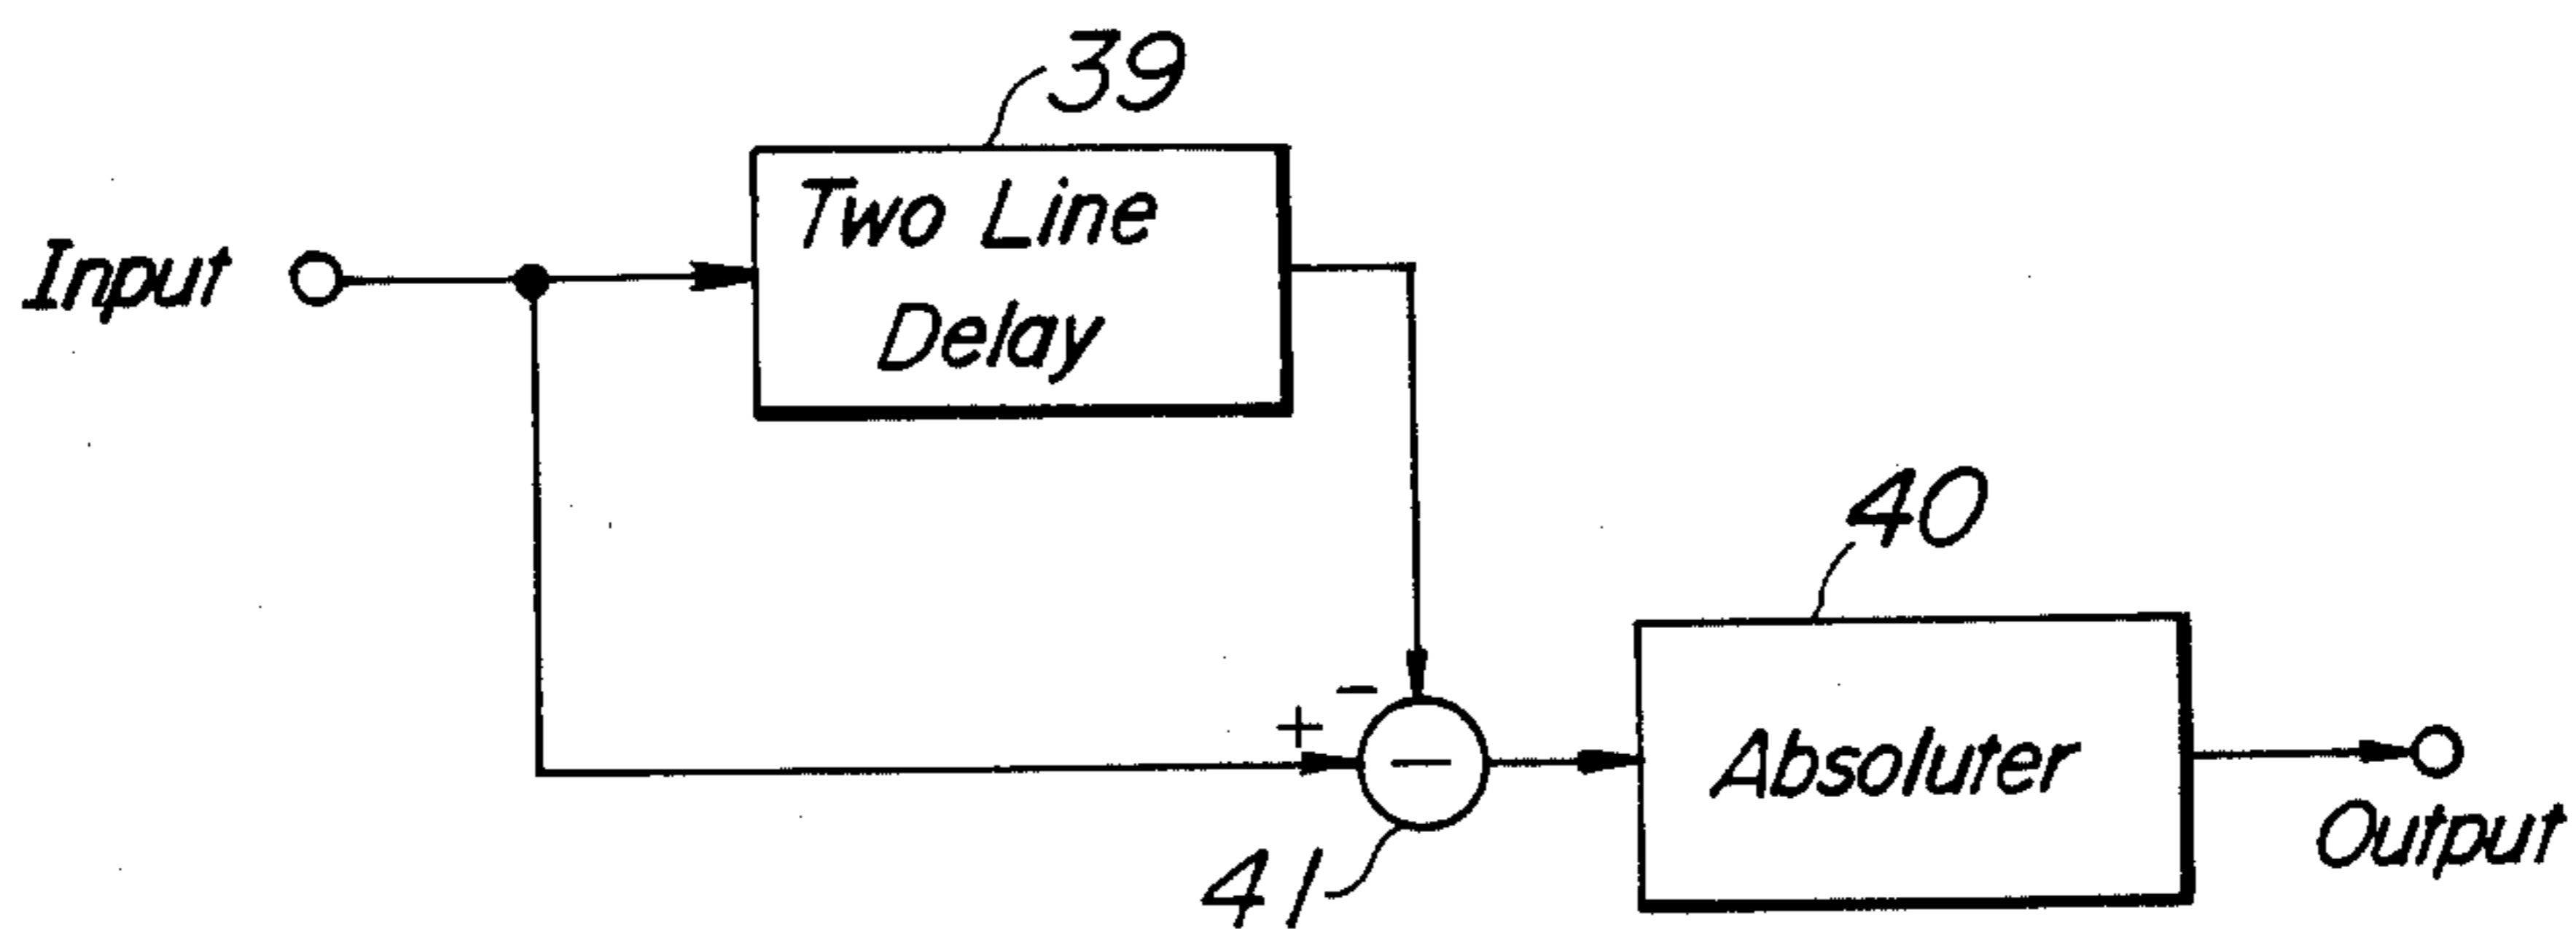 39
Two Line
Delay
Input
40
+ -
-
Absoluter
Output
41